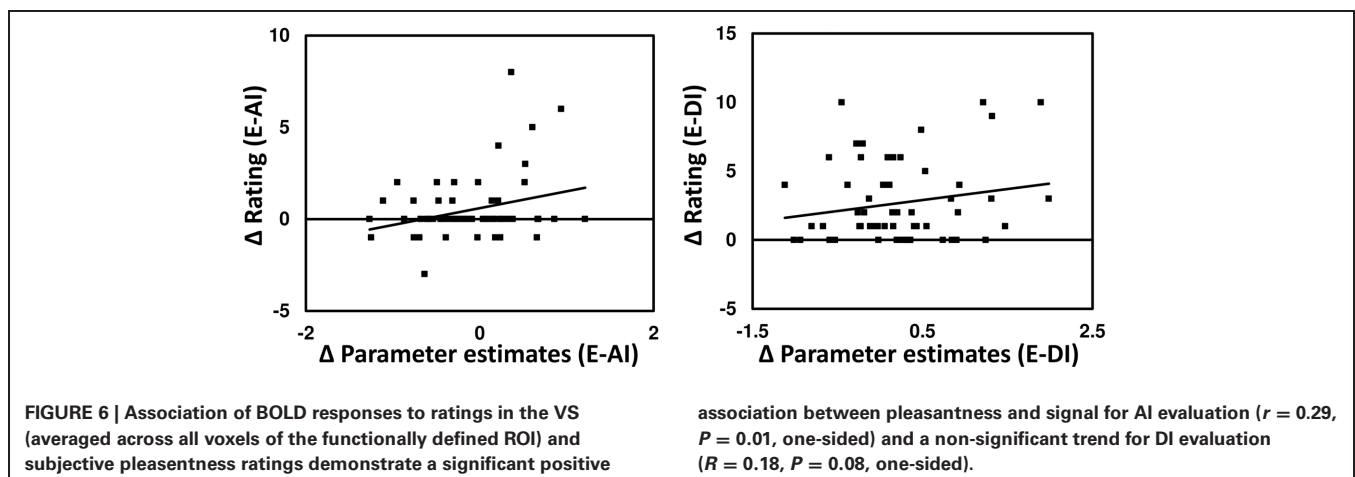 10
5
0
-5
-2
0
2
Δ Rating (E-AI)
Δ Parameter estimates (E-AI)
15
10
5
0
-5
-1.5
0.5
2.5
Δ Rating (E-DI)
Δ Parameter estimates (E-DI)
FIGURE 6 | Association of BOLD responses to ratings in the VS
(averaged across all voxels of the functionally defined ROI) and
subjective pleasentness ratings demonstrate a significant positive
association between pleasantness and signal for AI evaluation (r = 0.29,
P = 0.01, one-sided) and a non-significant trend for DI evaluation
(R = 0.18, P = 0.08, one-sided).